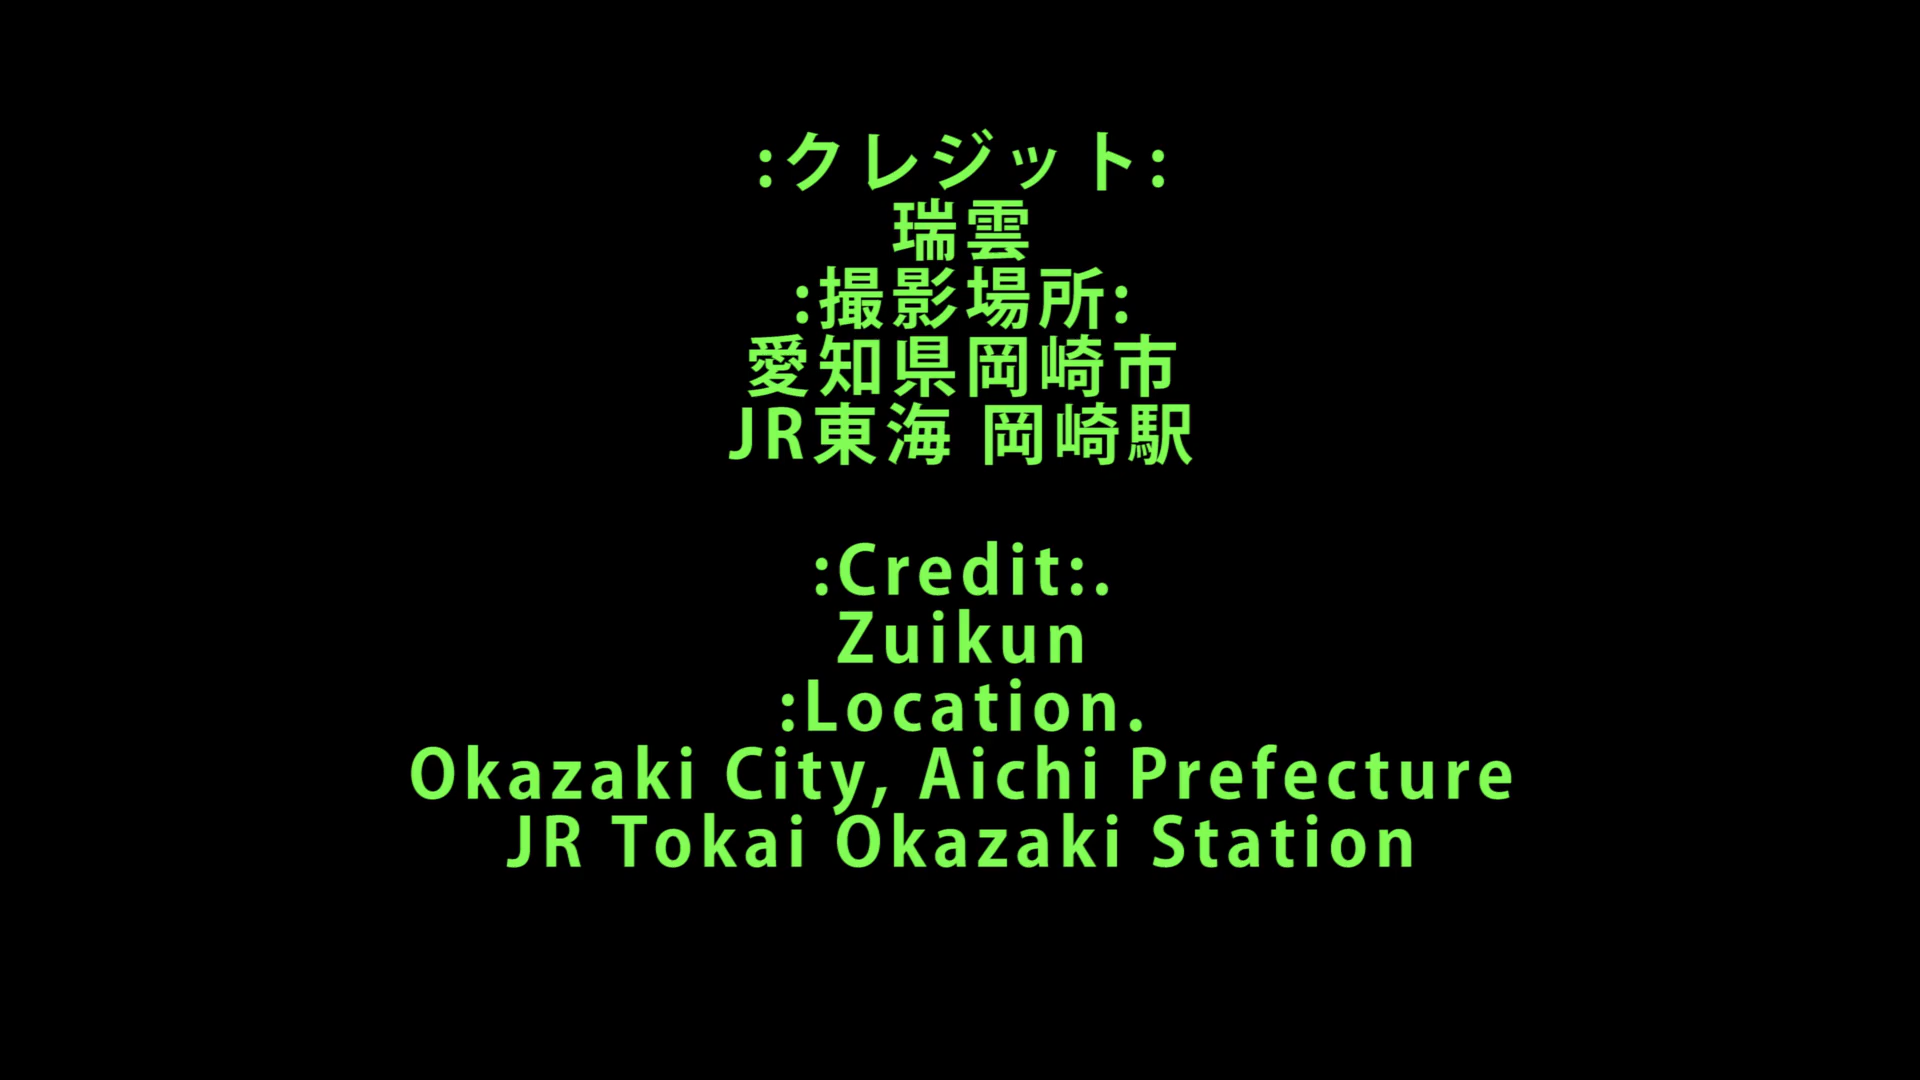 :クレジット:
瑞雲
:撮影場所:
愛知県岡崎市
JR東海 岡崎駅
:Credit:.
Zuikun
:Location.
Okazaki City, Aichi Prefecture
JR Tokai Okazaki Station